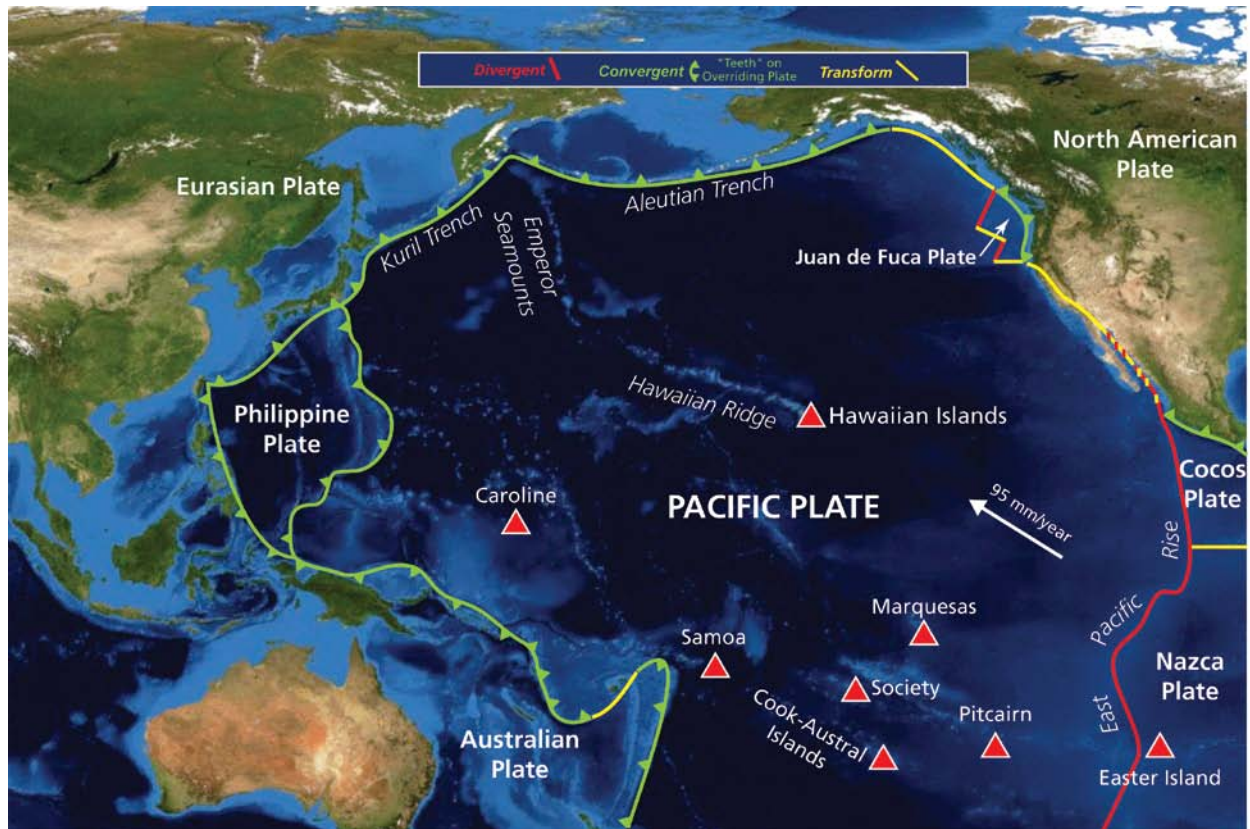 Divergent
Convergent
"Teeth" on
Overriding Plate
Transform
North American
Plate
Eurasian Plate
Aleutian Trench
Kuril Trench
Emperor
Seamounts
Juan de Fuca Plate
Hawaiian Ridge
Hawaiian Islands
Philippine
Plate
Cocos
Plate
Caroline
PACIFIC PLATE
95 mm/year
East Pacific Rise
Marquesas
Samoa
Society
Nazca
Plate
Cook-Austral
Islands
Pitcairn
Australian
Plate
Easter Island